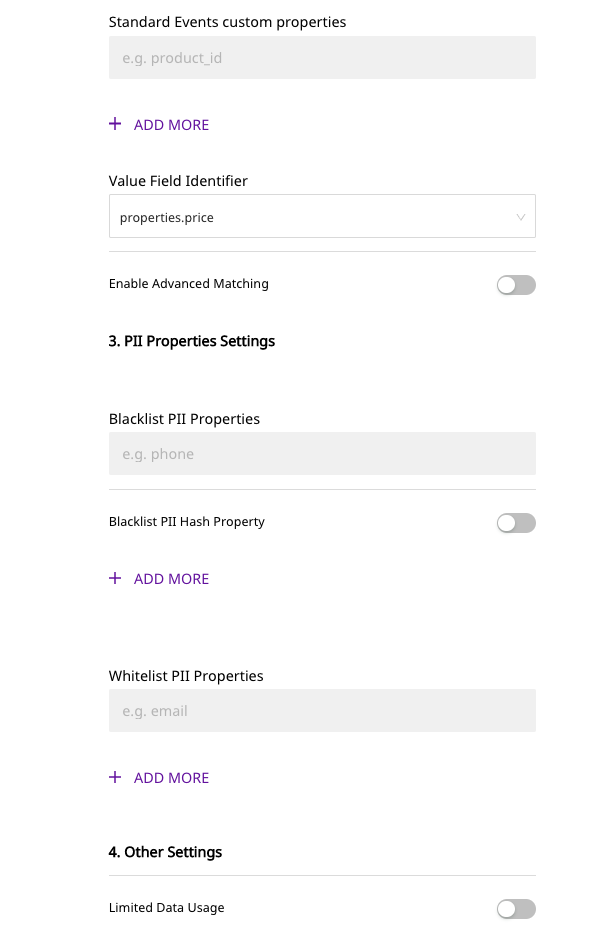 Standard Events custom properties
e.g. product_id
+ ADD MORE
Value Field Identifier
properties.price
Enable Advanced Matching
3. PII Properties Settings
Blacklist PII Properties
e.g. phone
Blacklist PII Hash Property
+ ADD MORE
Whitelist PII Properties
e.g. email
+ ADD MORE
4. Other Settings
Limited Data Usage